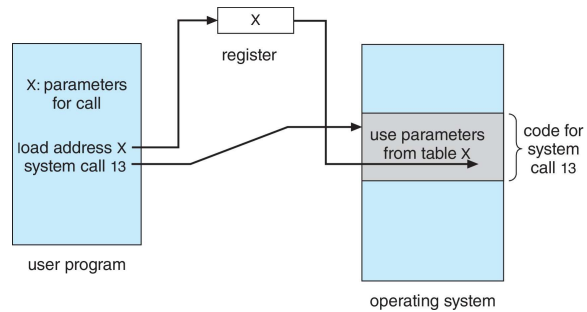 X
register
X: parameters
for call
load address X
system call 13
user program
use parameters
from table X
code for
system
call 13
operating system